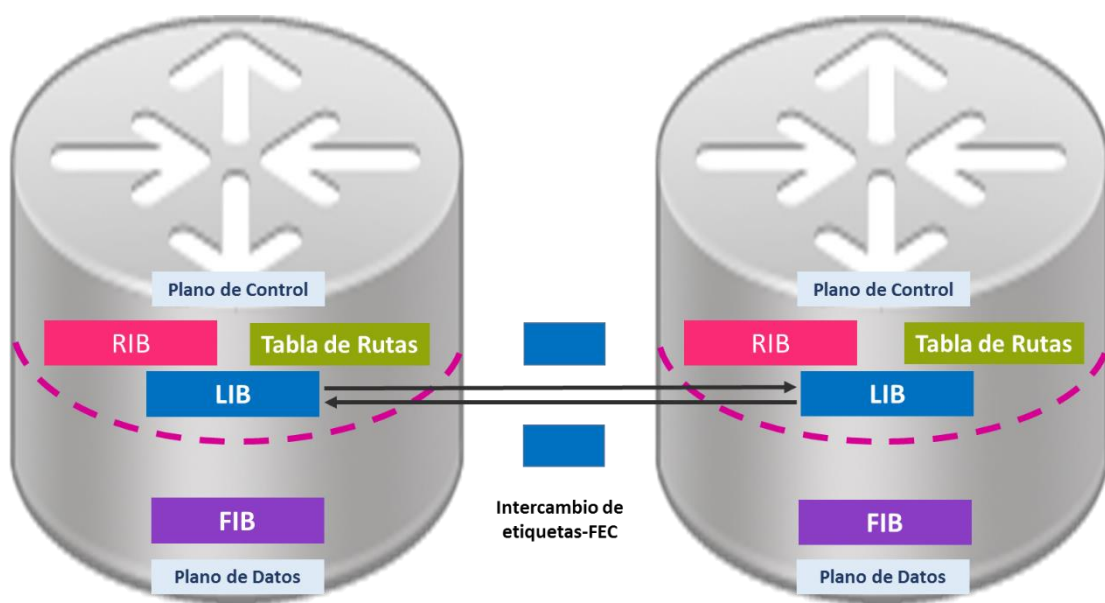 Plano de Control
RIB
Tabla de Rutas
LIB
FIB
Plano de Datos
Intercambio de
etiquetas-FEC
Plano de Control
RIB
Tabla de Rutas
LIB
FIB
Plano de Datos